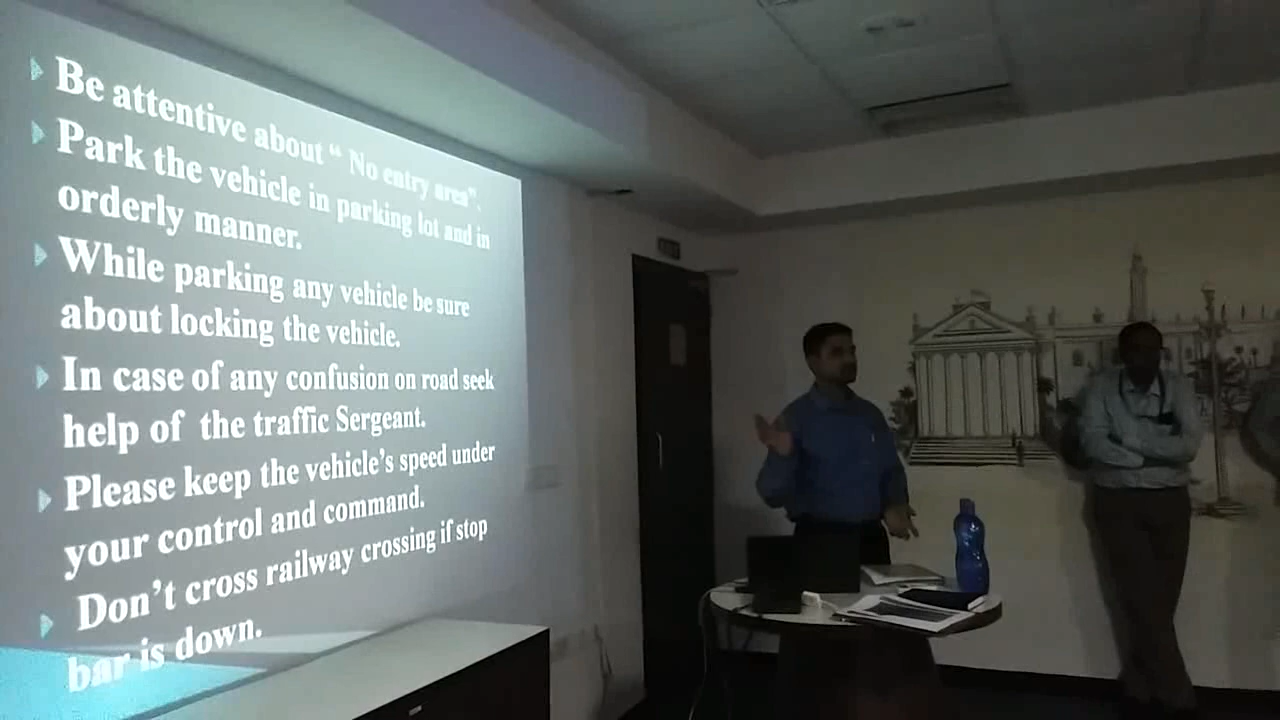 Be attentive about “ No entry area”.
Park the vehicle in parking lot and in
orderly manner.
While parking any vehicle be sure
about locking the vehicle.
In case of any confusion on road seek
help of the traffic Sergeant.
Please keep the vehicle’s speed under
your control and command.
Don’t cross railway crossing if stop
bar is down.